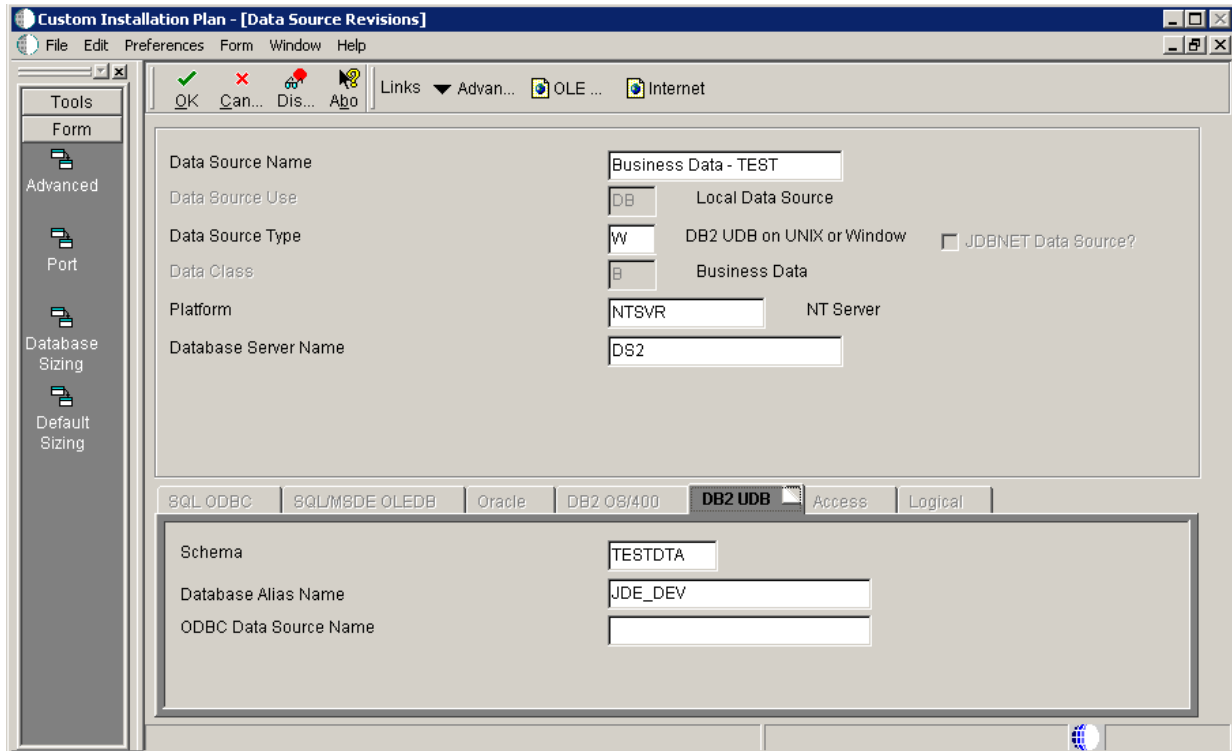 Custom Installation Plan - [Data Source Revisions]
File Edit Preferences Form Window Help
OK Can... Dis... Abo Links Advan... OLE ... Internet
Tools
Form
Advanced
Port
Database
Sizing
Default
Sizing
Data Source Name Business Data - TEST
Data Source Use DB Local Data Source
Data Source Type W DB2 UDB on UNIX or Window JDBNET Data Source?
Data Class B Business Data
Platform NTSVR NT Server
Database Server Name DS2
SQL ODBC SQL/MSDE OLEDB Oracle DB2 OS/400 DB2 UDB Access Logical
Schema TESTDTA
Database Alias Name JDE_DEV
ODBC Data Source Name